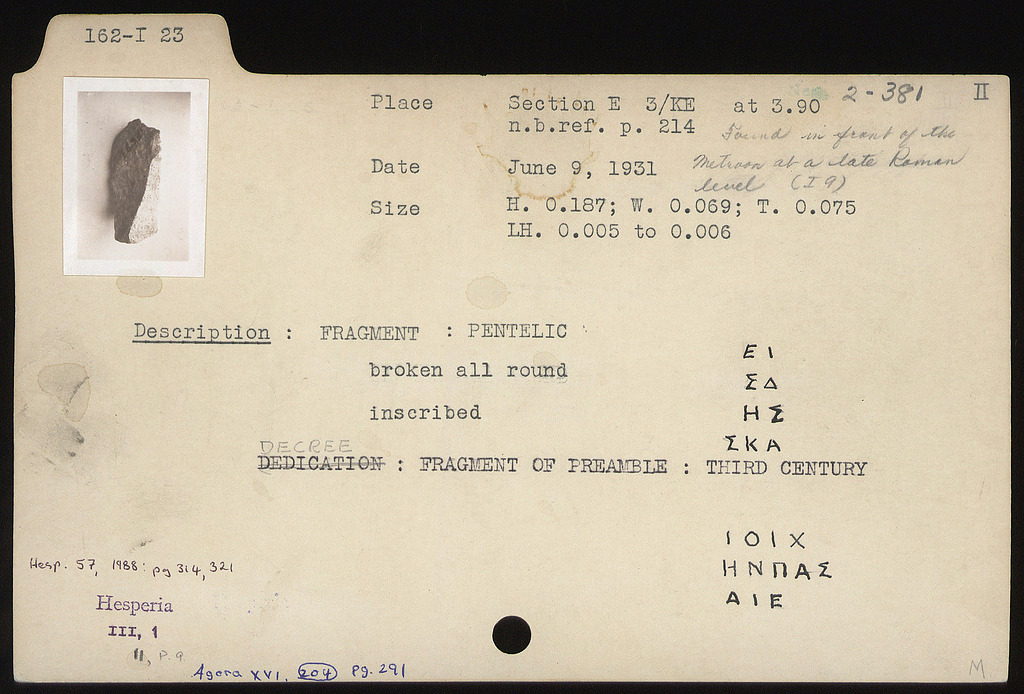 162-I 23
2-381 II
Place Section E 3/KE at 3.90
n.b.ref. p. 214
Found in front of the
Metroon at a late Roman
level (I 9)
Date June 9, 1931
Size H. 0.187; W. 0.069; T. 0.075
LH. 0.005 to 0.006
Description : FRAGMENT : PENTELIC
broken all round
inscribed
ΕΙ
ΣΔ
ΗΣ
ΣΚΑ
DECREE
DEDICATION : FRAGMENT OF PREAMBLE : THIRD CENTURY
ΙΟΙΧ
ΗΝΠΑΣ
ΑΙΕ
Hesp. 57, 1988: pg 314, 321
Hesperia
III, 1
11, P. 9
Agora XVI, 204 pg. 291
M